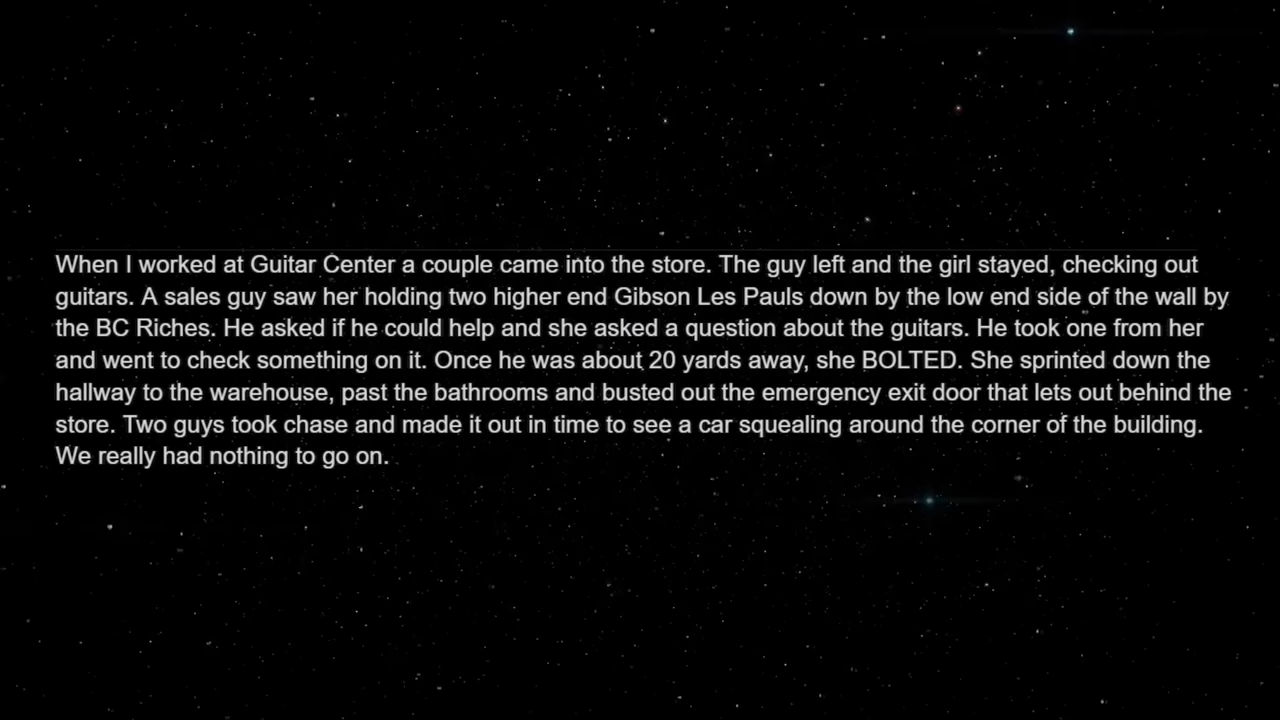 When I worked at Guitar Center a couple came into the store. The guy left and the girl stayed, checking out
guitars. A sales guy saw her holding two higher end Gibson Les Pauls down by the low end side of the wall by
the BC Riches. He asked if he could help and she asked a question about the guitars. He took one from her
and went to check something on it. Once he was about 20 yards away, she BOLTED. She sprinted down the
hallway to the warehouse, past the bathrooms and busted out the emergency exit door that lets out behind the
store. Two guys took chase and made it out in time to see a car squealing around the corner of the building.
We really had nothing to go on.